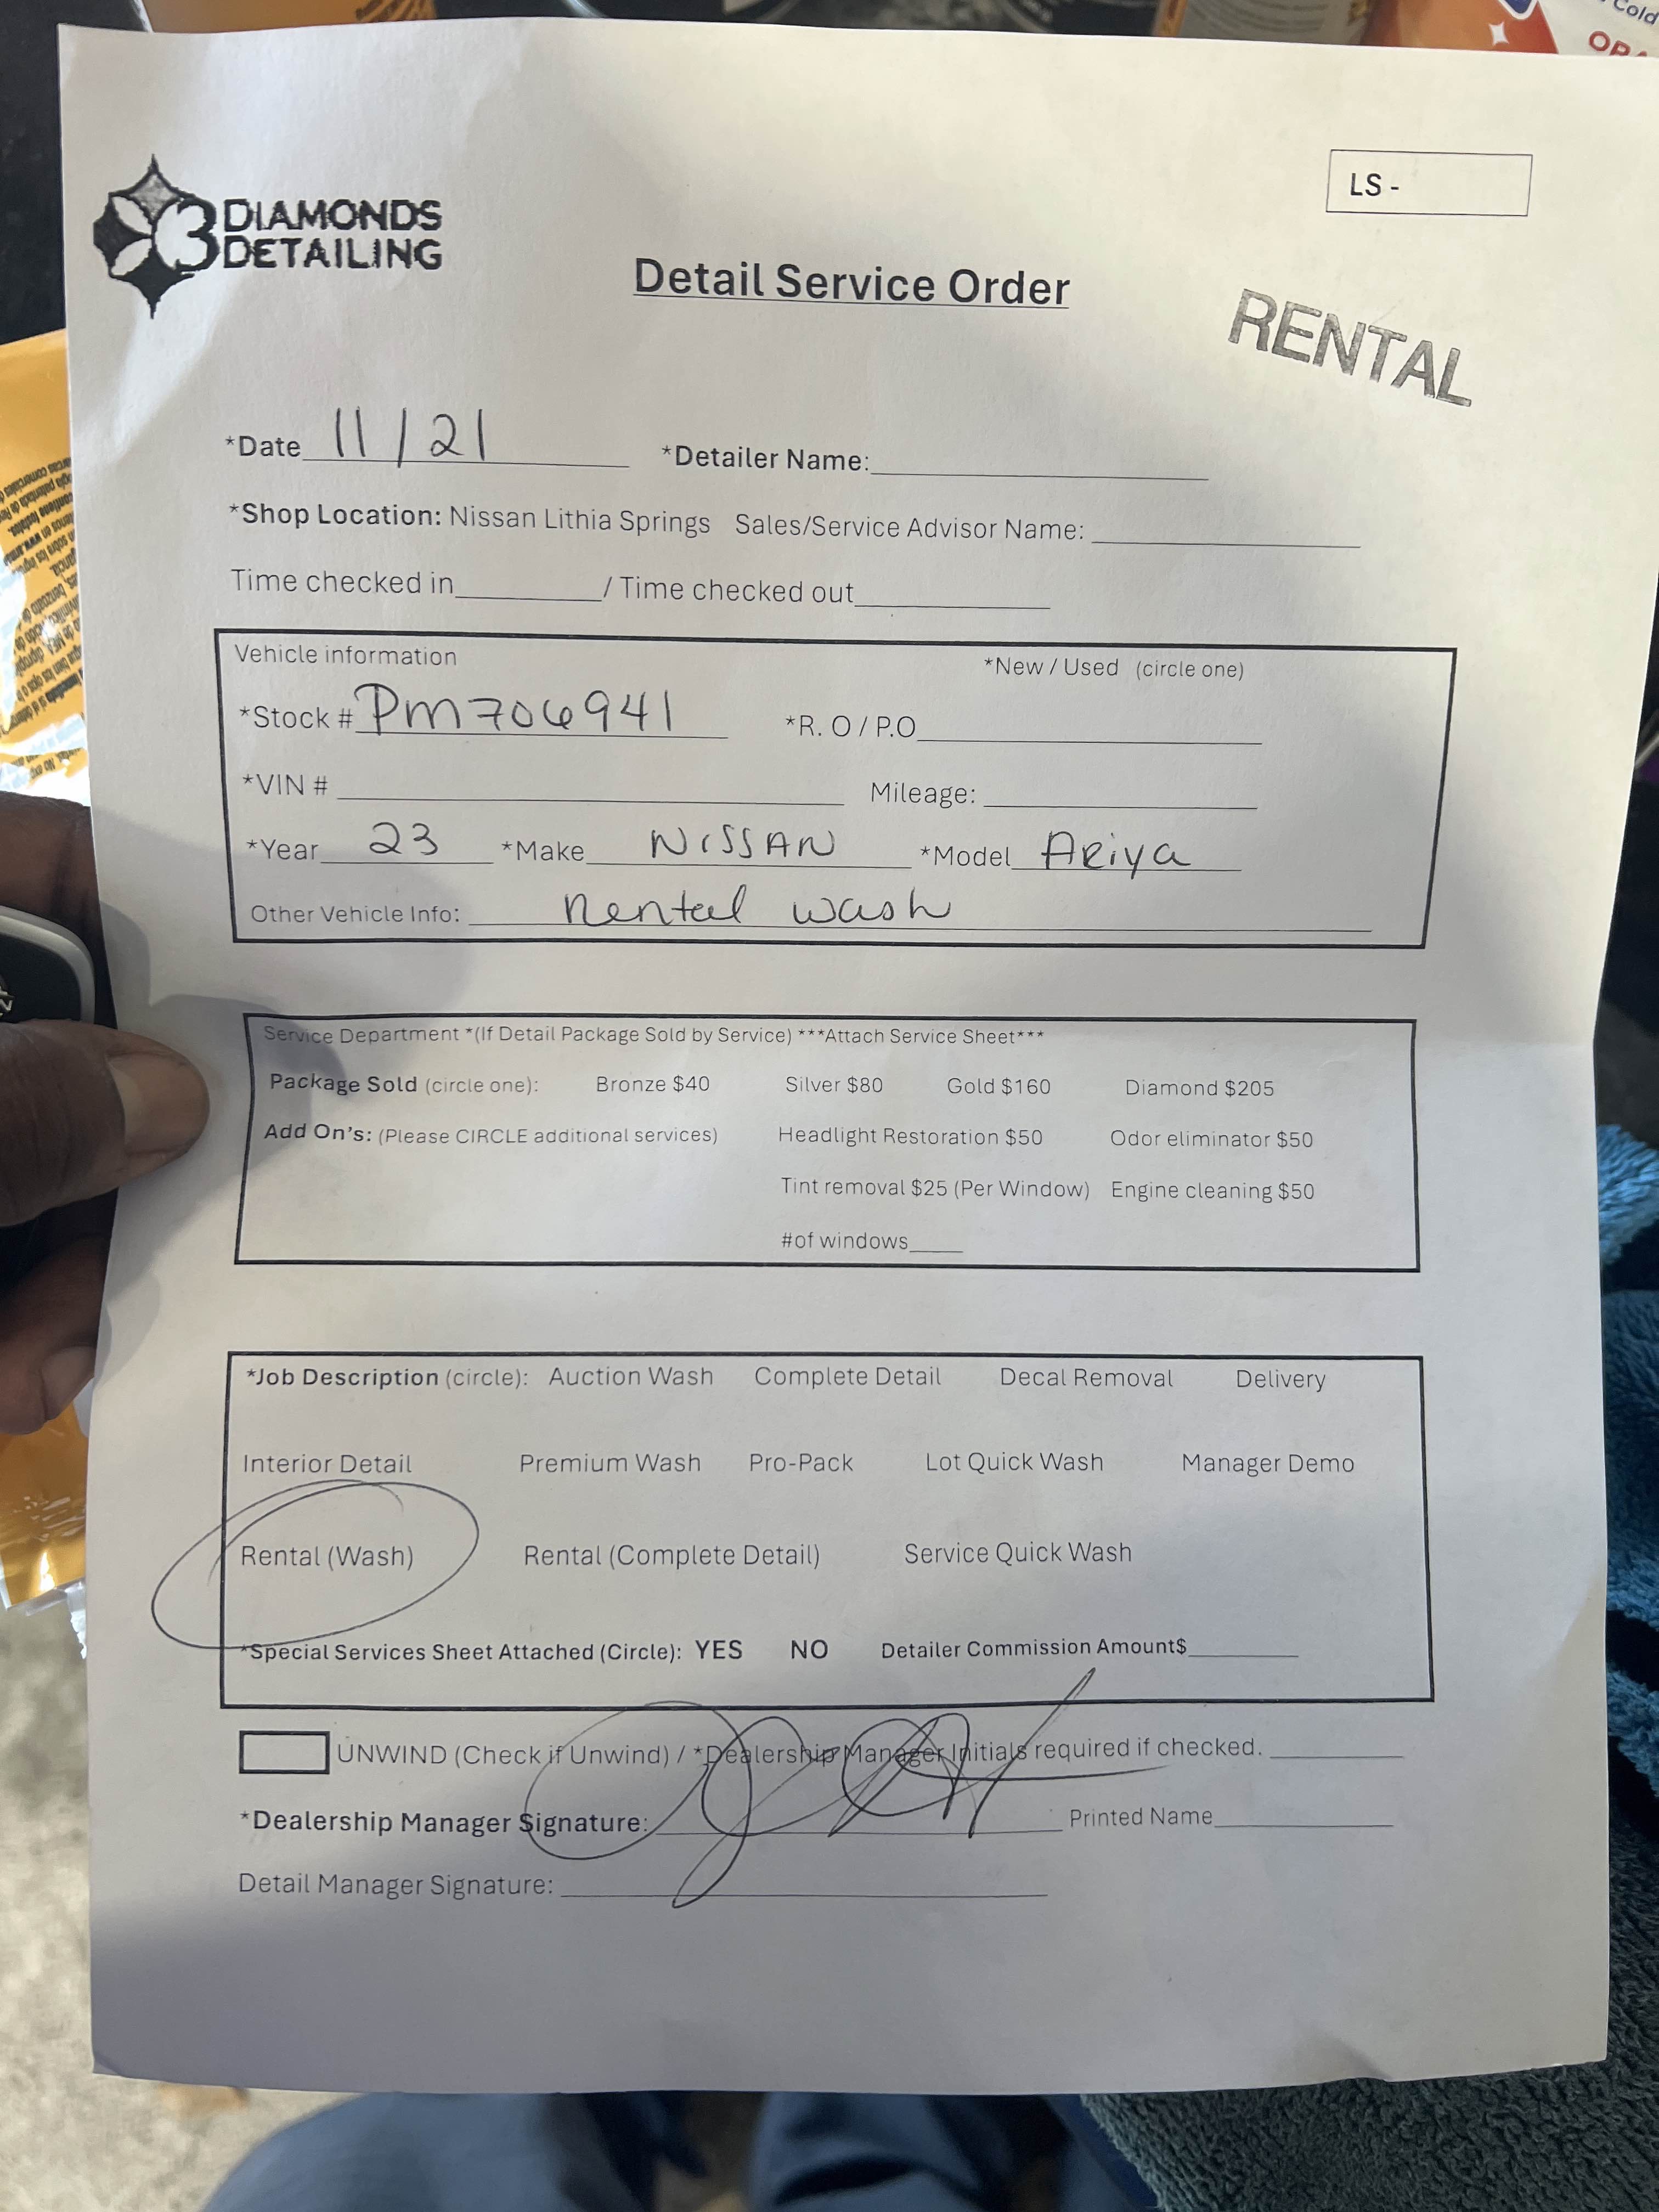 LS -
3 DIAMONDS
DETAILING
Detail Service Order
RENTAL
*Date 11/21 *Detailer Name:
*Shop Location: Nissan Lithia Springs Sales/Service Advisor Name:
Time checked in / Time checked out
Vehicle information *New / Used (circle one)
*Stock # PM706941 *R. O / P.O
*VIN # Mileage:
*Year 23 *Make NISSAN *Model Ariya
Other Vehicle Info: Rental wash
Service Department *(If Detail Package Sold by Service) ***Attach Service Sheet***
Package Sold (circle one): Bronze $40 Silver $80 Gold $160 Diamond $205
Add On's: (Please CIRCLE additional services) Headlight Restoration $50 Odor eliminator $50
Tint removal $25 (Per Window) Engine cleaning $50
#of windows
*Job Description (circle): Auction Wash Complete Detail Decal Removal Delivery
Interior Detail Premium Wash Pro-Pack Lot Quick Wash Manager Demo
Rental (Wash) Rental (Complete Detail) Service Quick Wash
*Special Services Sheet Attached (Circle): YES NO Detailer Commission Amount$
UNWIND (Check if Unwind) / *Dealership Manager Initials required if checked.
*Dealership Manager Signature: Printed Name
Detail Manager Signature:
Cold